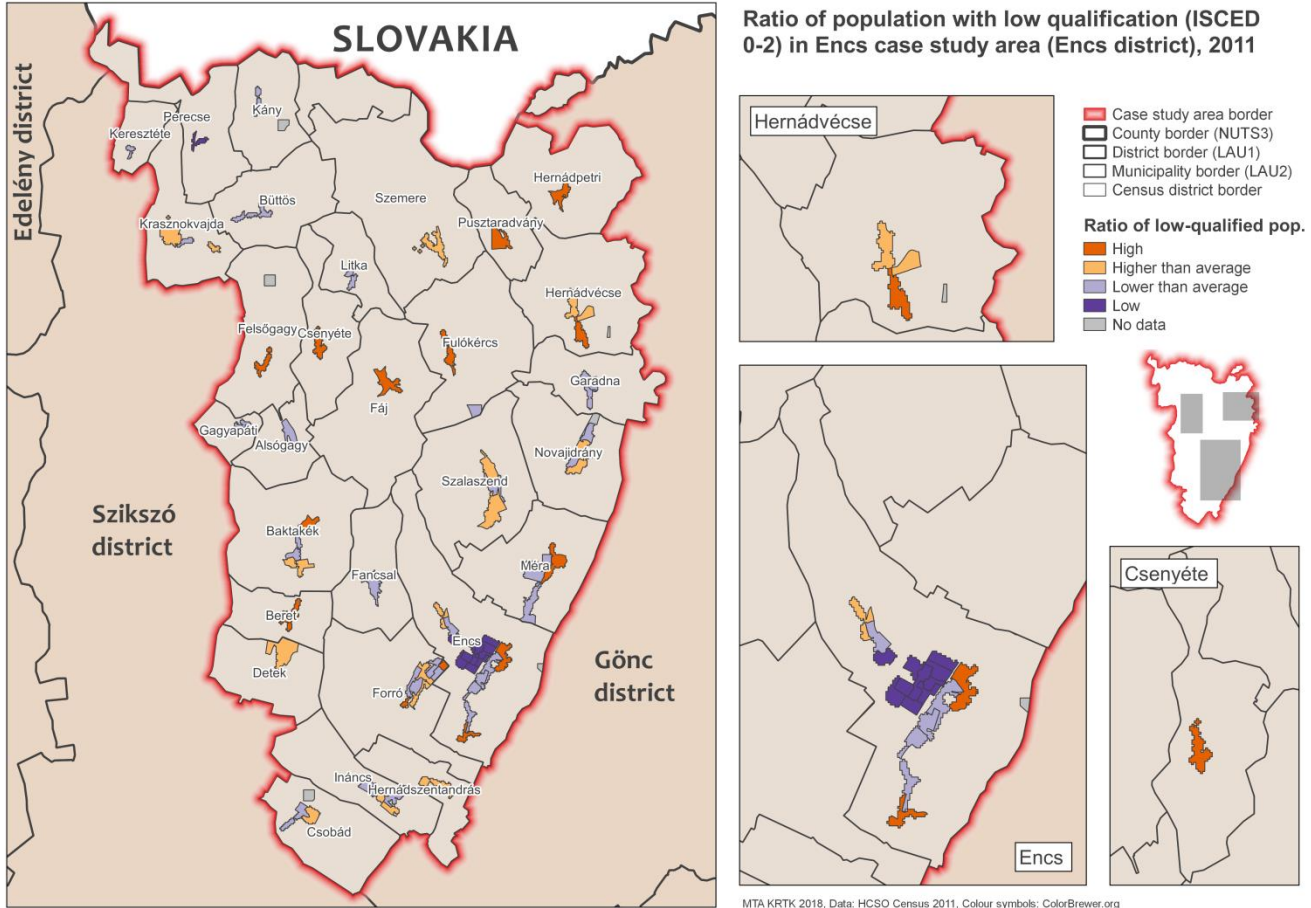 SLOVAKIA
Edelény district
Perecse
Kány
Keresztéte
Hernádpetri
Büttös
Szemere
Krasznokvajda
Pusztaradvány
Litka
Hernádvécse
Felsőgagy
Csenyéte
Fulókércs
Garadna
Fáj
Gagyapáti
Alsógagy
Novajidrány
Szalaszend
Szikszó
district
Baktakék
Méra
Fancsal
Beret
Encs
Detek
Gönc
district
Forró
Ináncs
Hernádszentandrás
Csobád
Ratio of population with low qualification (ISCED
0-2) in Encs case study area (Encs district), 2011
Hernádvécse
Case study area border
County border (NUTS3)
District border (LAU1)
Municipality border (LAU2)
Census district border
Ratio of low-qualified pop.
High
Higher than average
Lower than average
Low
No data
Encs
Csenyéte
MTA KRTK 2018. Data: HCSO Census 2011. Colour symbols: ColorBrewer.org